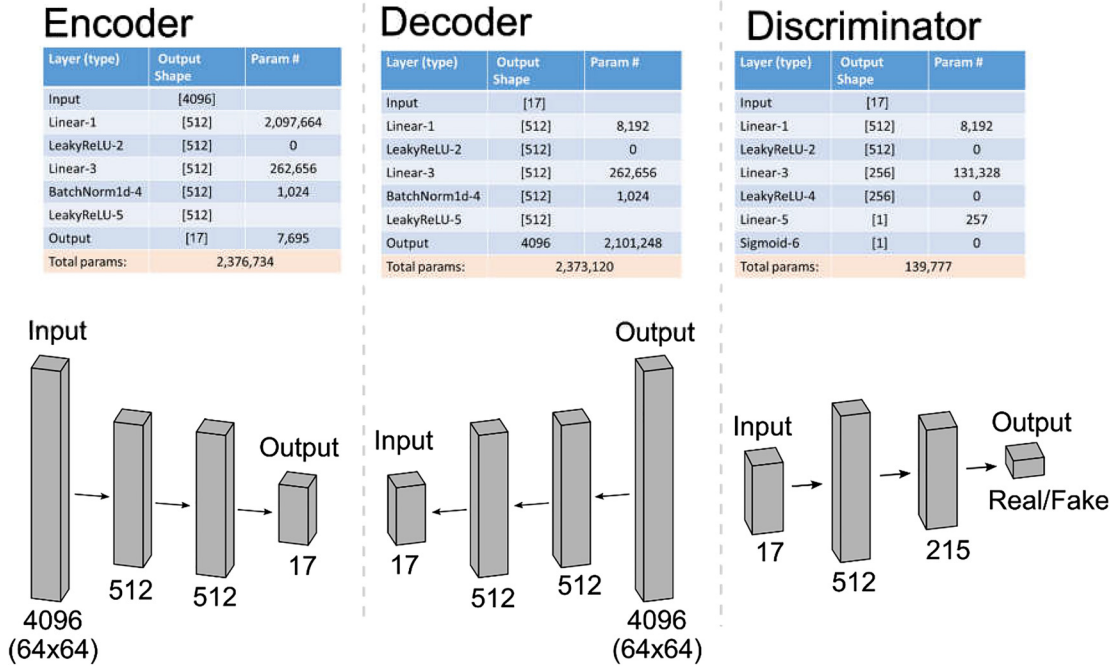 Encoder
Layer (type) Output Shape Param #
Input [4096]
Linear-1 [512] 2,097,664
LeakyReLU-2 [512] 0
Linear-3 [512] 262,656
BatchNorm1d-4 [512] 1,024
LeakyReLU-5 [512]
Output [17] 7,695
Total params: 2,376,734
Input
Output
4096
(64x64)
512
512
17
Decoder
Layer (type) Output Shape Param #
Input [17]
Linear-1 [512] 8,192
LeakyReLU-2 [512] 0
Linear-3 [512] 262,656
BatchNorm1d-4 [512] 1,024
LeakyReLU-5 [512]
Output 4096 2,101,248
Total params: 2,373,120
Input
Output
17
512
512
4096
(64x64)
Discriminator
Layer (type) Output Shape Param #
Input [17]
Linear-1 [512] 8,192
LeakyReLU-2 [512] 0
Linear-3 [256] 131,328
LeakyReLU-4 [256] 0
Linear-5 [1] 257
Sigmoid-6 [1] 0
Total params: 139,777
Input
Output
Real/Fake
17
512
215